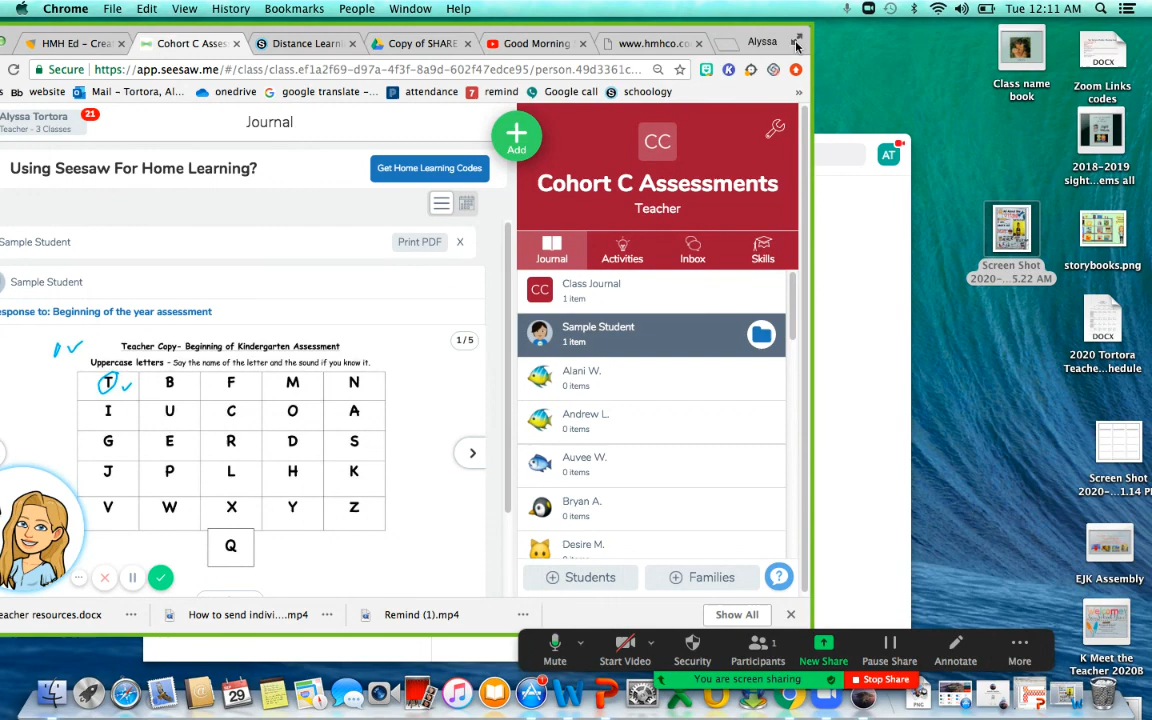 Chrome File Edit View History Bookmarks People Window Help Tue 12:11 AM
HMH Ed - Crea Cohort C Asses Distance Learni Copy of SHARE Good Morning www.hmhco.c Alyssa
Secure https://app.seesaw.me/#/class/class.ef1a2f69-d97a-4f3f-8a9d-602f47edce95/person.49d3361c...
Bb website Mail – Tortora, Al... onedrive google translate -... attendance remind Google call schoology »
Alyssa Tortora
Teacher - 3 Classes
21
Journal
Add
Using Seesaw For Home Learning?
Get Home Learning Codes
Sample Student
Print PDF X
Sample Student
esponse to: Beginning of the year assessment
1/5
Teacher Copy- Beginning of Kindergarten Assessment
Uppercase letters - Say the name of the letter and the sound if you know it.
T B F M N
I U C O A
G E R D S
J P L H K
V W X Y Z
Q
CC
Cohort C Assessments
Teacher
Journal Activities Inbox Skills
CC
Class Journal
1 item
Sample Student
1 item
Alani W.
0 items
Andrew L.
0 items
Auvee W.
0 items
Bryan A.
0 items
Desire M.
Students
Families
?
eacher resources.docx
How to send indivi....mp4
Remind (1).mp4
Show All
Mute Start Video Security Participants 1 New Share Pause Share Annotate More
You are screen sharing
Stop Share
AT
Class name
book
DOCX
Zoom Links
codes
2018-2019
sight...ems all
Screen Shot
2020-...5.22 AM
storybooks.png
DOCX
2020 Tortora
Teache...hedule
Screen Shot
2020-...1.14 PM
EJK Assembly
K Meet the
Teacher 2020B